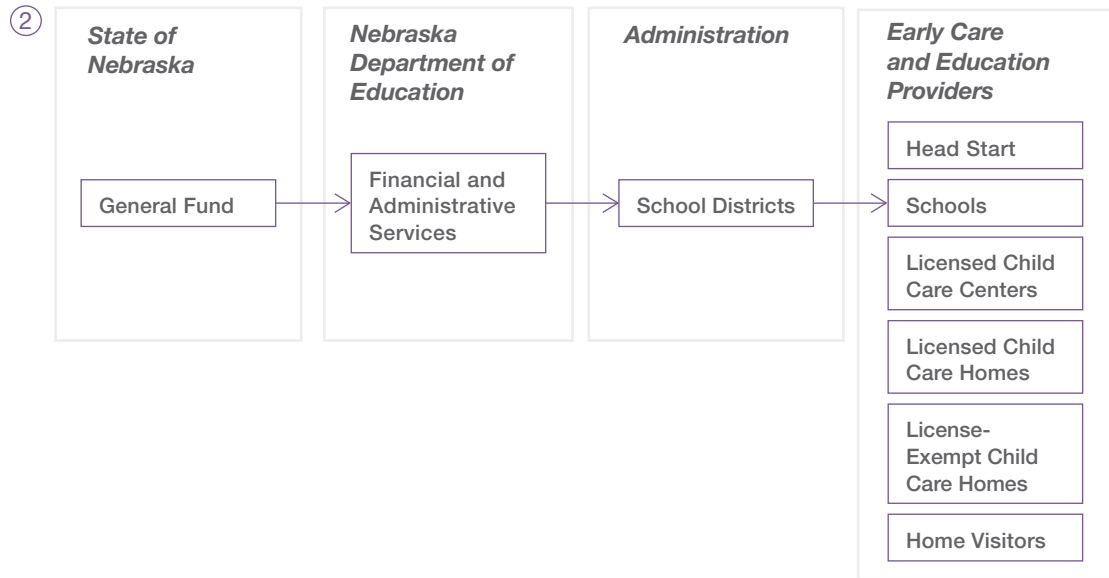 ②
State of
Nebraska
General Fund
Nebraska
Department of
Education
Financial and
Administrative
Services
Administration
School Districts
Early Care
and Education
Providers
Head Start
Schools
Licensed Child
Care Centers
Licensed Child
Care Homes
License-
Exempt Child
Care Homes
Home Visitors